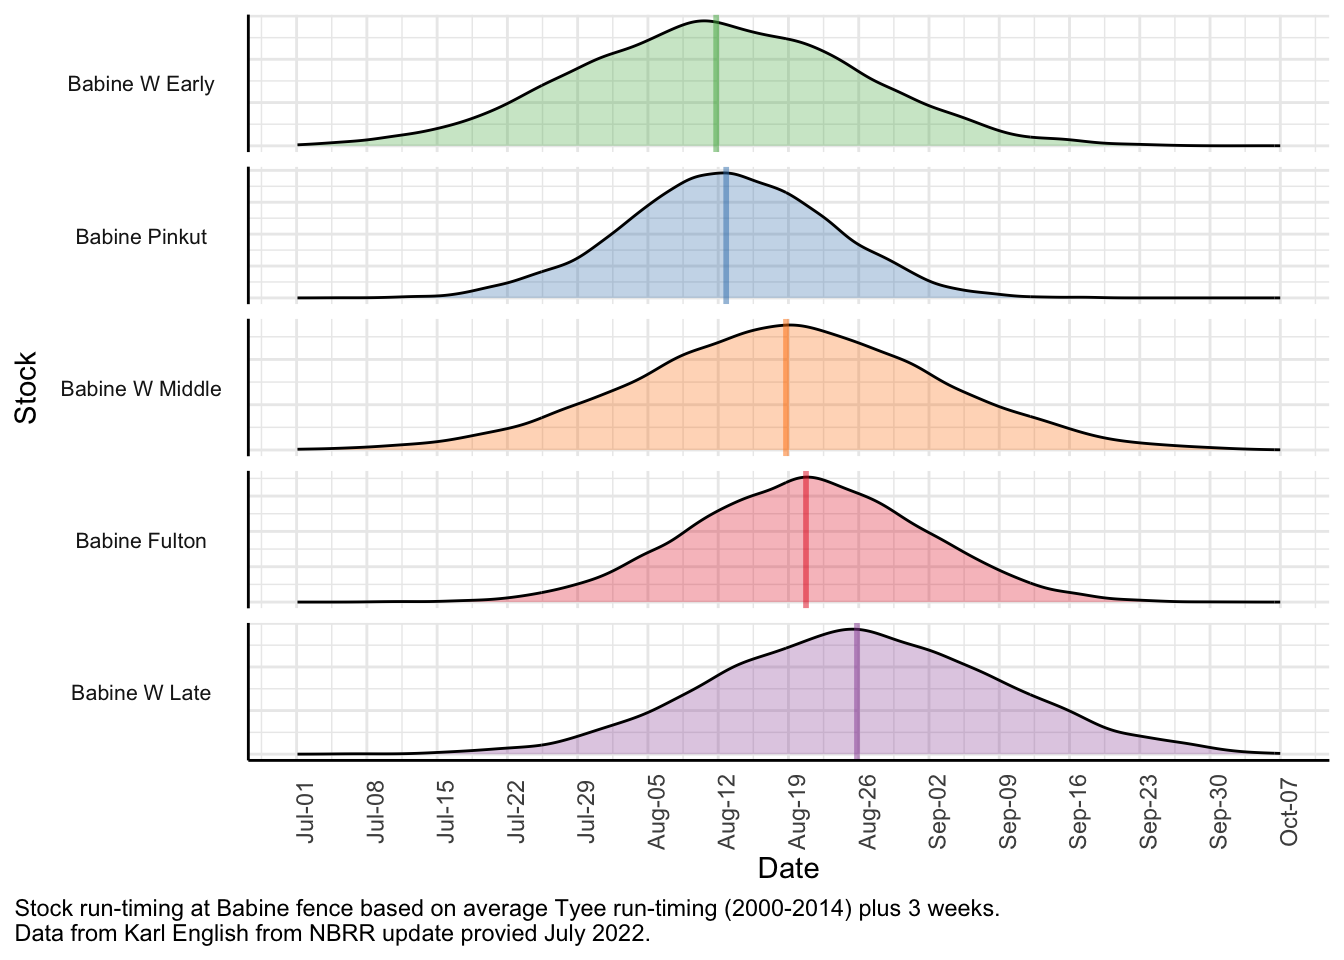 Stock
Babine W Early
Babine Pinkut
Babine W Middle
Babine Fulton
Babine W Late
Jul-01
Jul-08
Jul-15
Jul-22
Jul-29
Aug-05
Aug-12
Aug-19
Aug-26
Sep-02
Sep-09
Sep-16
Sep-23
Sep-30
Oct-07
Date
Stock run-timing at Babine fence based on average Tyee run-timing (2000-2014) plus 3 weeks.
Data from Karl English from NBRR update provied July 2022.